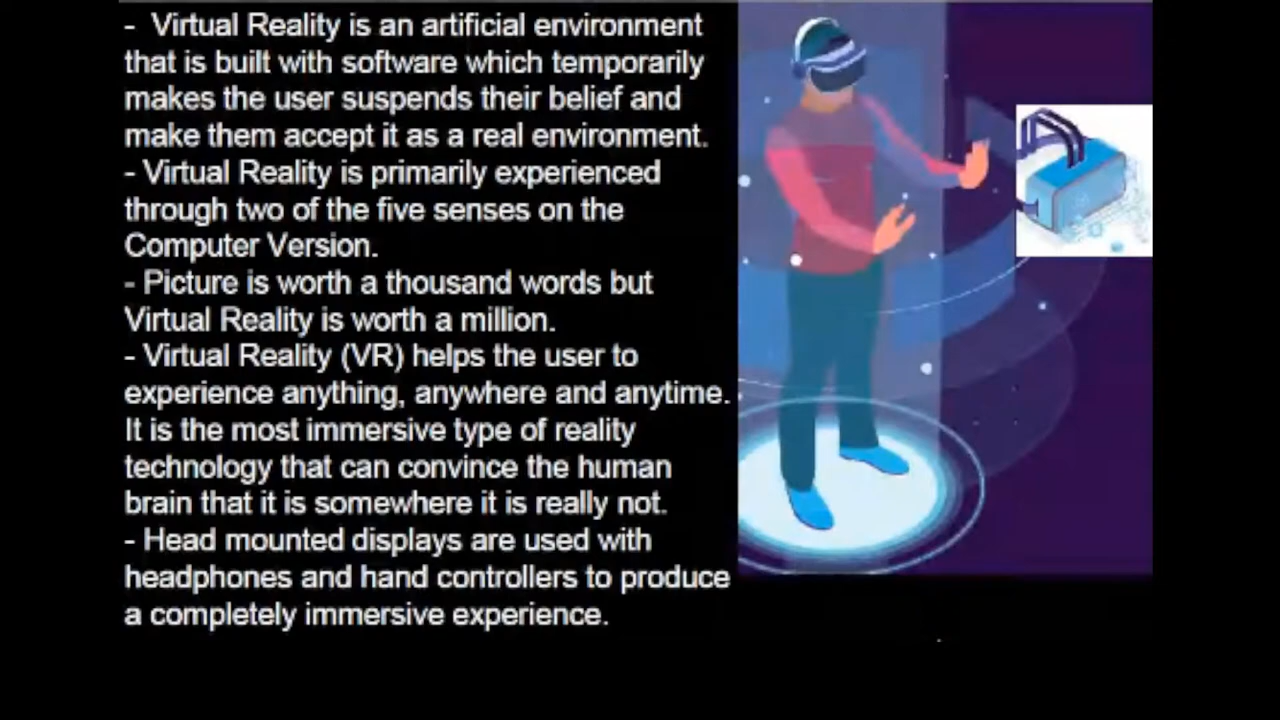 - Virtual Reality is an artificial environment
that is built with software which temporarily
makes the user suspends their belief and
make them accept it as a real environment.
- Virtual Reality is primarily experienced
through two of the five senses on the
Computer Version.
- Picture is worth a thousand words but
Virtual Reality is worth a million.
- Virtual Reality (VR) helps the user to
experience anything, anywhere and anytime.
It is the most immersive type of reality
technology that can convince the human
brain that it is somewhere it is really not.
- Head mounted displays are used with
headphones and hand controllers to produce
a completely immersive experience.